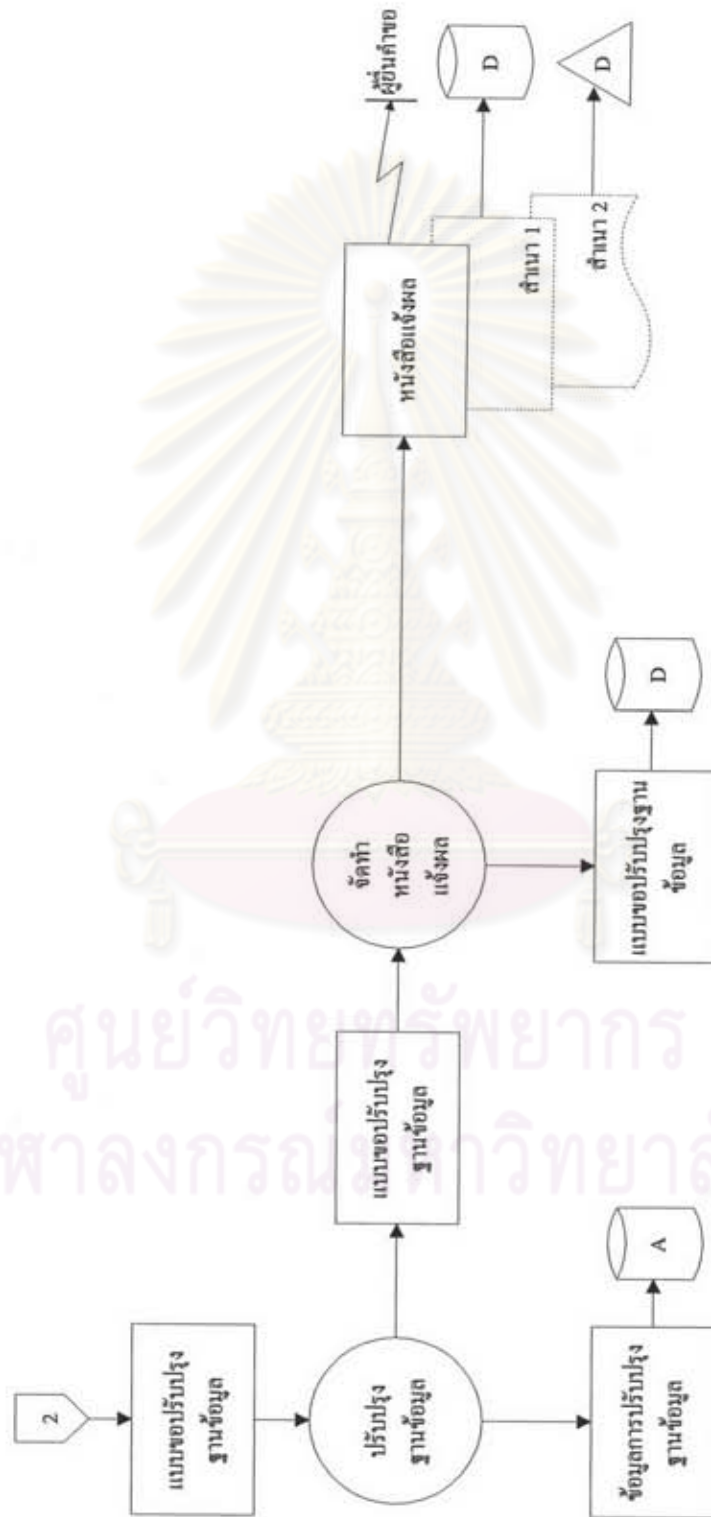 2
แบบขอปรับปรุง
ฐานข้อมูล
ปรับปรุง
ฐานข้อมูล
ข้อมูลการปรับปรุง
ฐานข้อมูล
A
แบบขอปรับปรุง
ฐานข้อมูล
จัดทำ
หนังสือ
แจ้งผล
แบบขอปรับปรุงฐาน
ข้อมูล
D
หนังสือแจ้งผล
สำเนา 1
สำเนา 2
ผู้ยื่นคำขอ
D
D
ศูนย์วิทยทรัพยากร
ฬาลงกรณ์มหาวิทยาลั